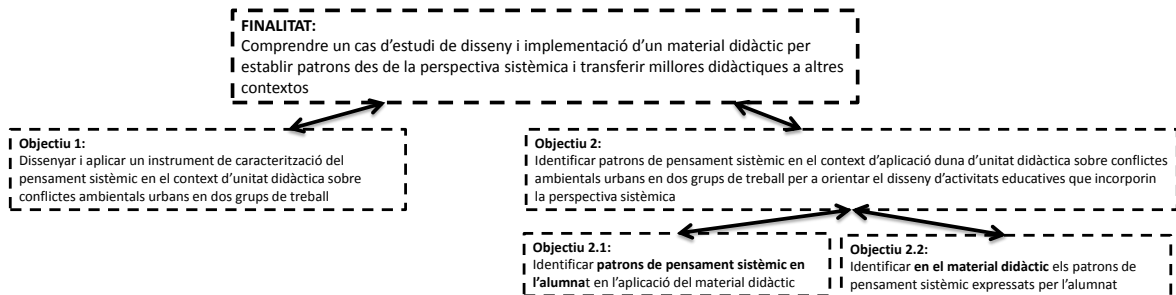 FINALITAT:
Comprendre un cas d'estudi de disseny i implementació d'un material didàctic per
establir patrons des de la perspectiva sistèmica i transferir millores didàctiques a altres
contextos
Objectiu 1:
Dissenyar i aplicar un instrument de caracterització del
pensament sistèmic en el context d'unitat didàctica sobre
conflictes ambientals urbans en dos grups de treball
Objectiu 2:
Identificar patrons de pensament sistèmic en el context d'aplicació duna d'unitat didàctica sobre conflictes
ambientals urbans en dos grups de treball per a orientar el disseny d'activitats educatives que incorporin
la perspectiva sistèmica
Objectiu 2.1:
Identificar patrons de pensament sistèmic en
l'alumnat en l'aplicació del material didàctic
Objectiu 2.2:
Identificar en el material didàctic els patrons de
pensament sistèmic expressats per l'alumnat